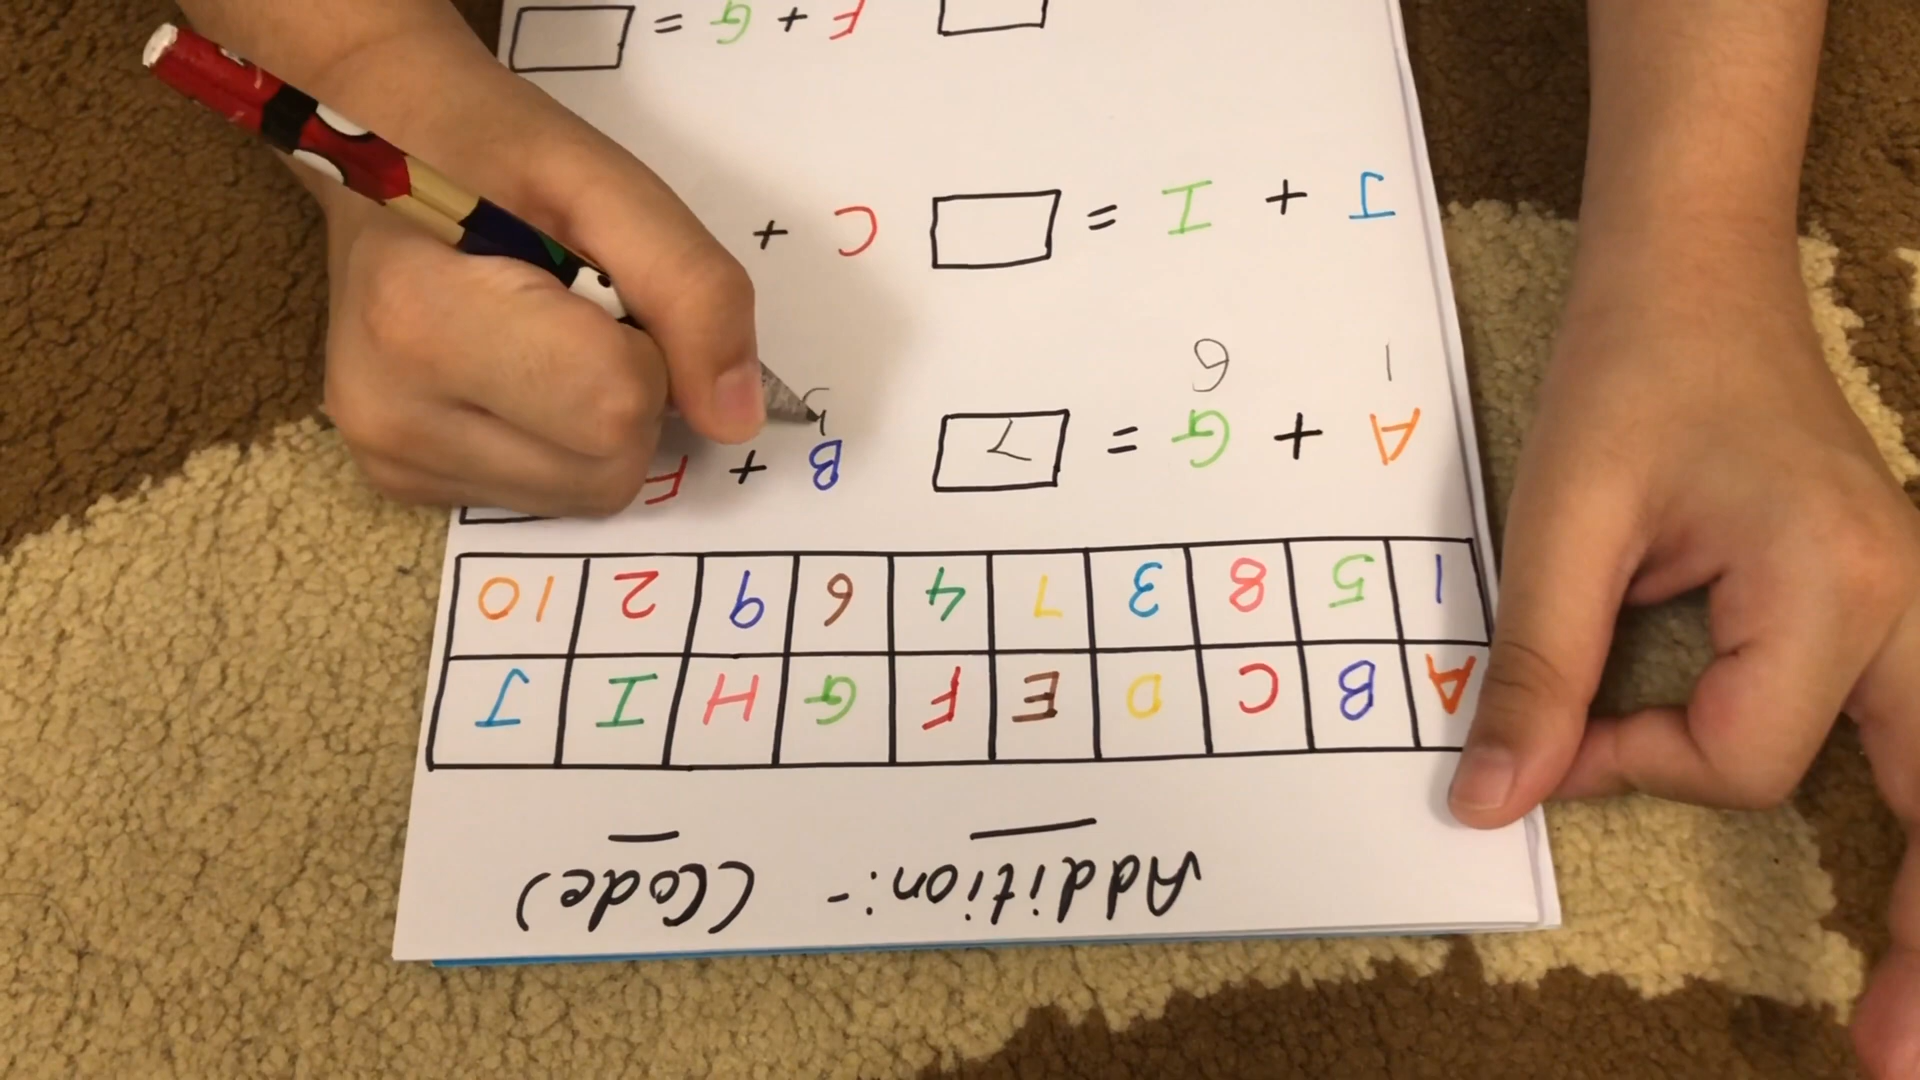 Addition:- (Code)
A B C D E F G H I J
1 5 8 3 7 4 6 9 2 10
A + G = 7 B + F
1 6 5
J + I = C +
F + G =